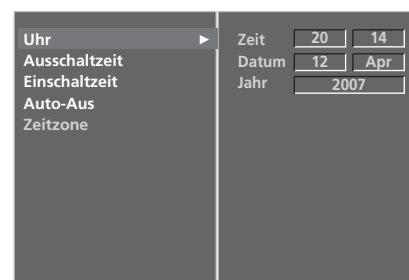 Uhr ►
Ausschaltzeit
Einschaltzeit
Auto-Aus
Zeitzone
Zeit 20 14
Datum 12 Apr
Jahr 2007